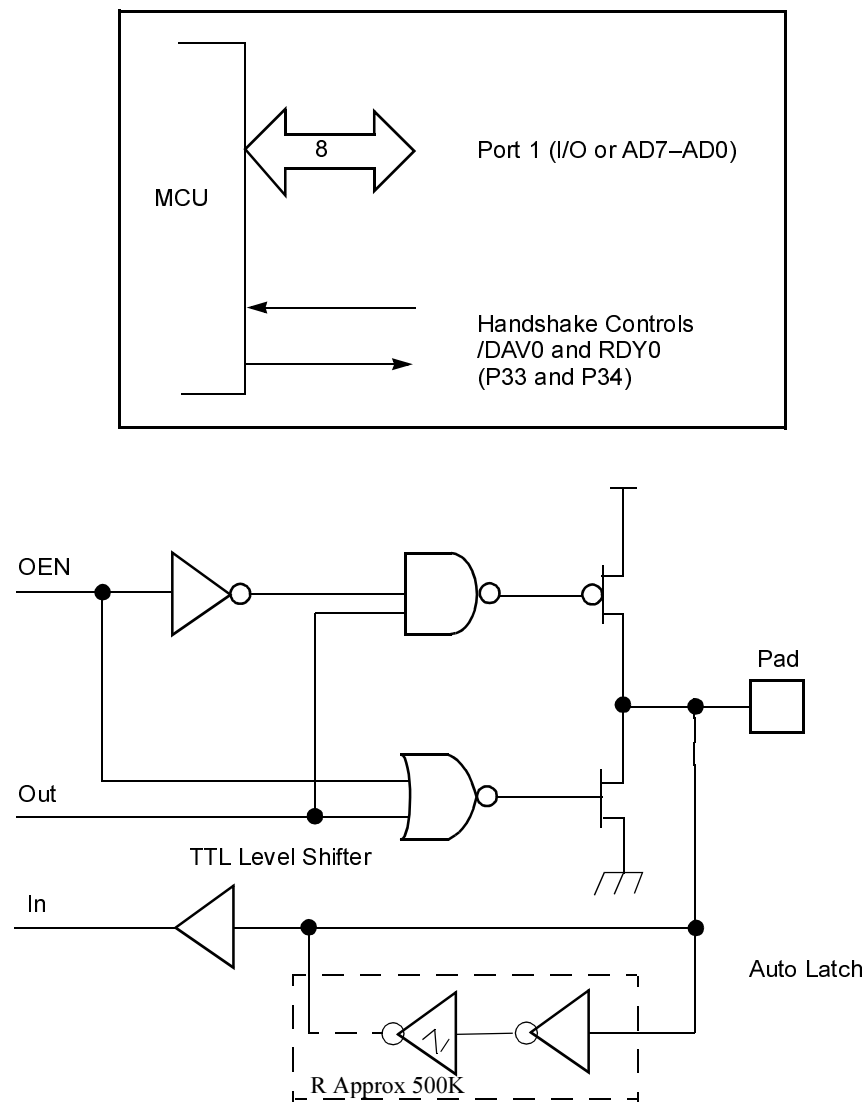 8
Port 1 (I/O or AD7–AD0)
MCU
Handshake Controls
/DAV0 and RDY0
(P33 and P34)
OEN
Pad
Out
TTL Level Shifter
In
Auto Latch
R Approx 500K